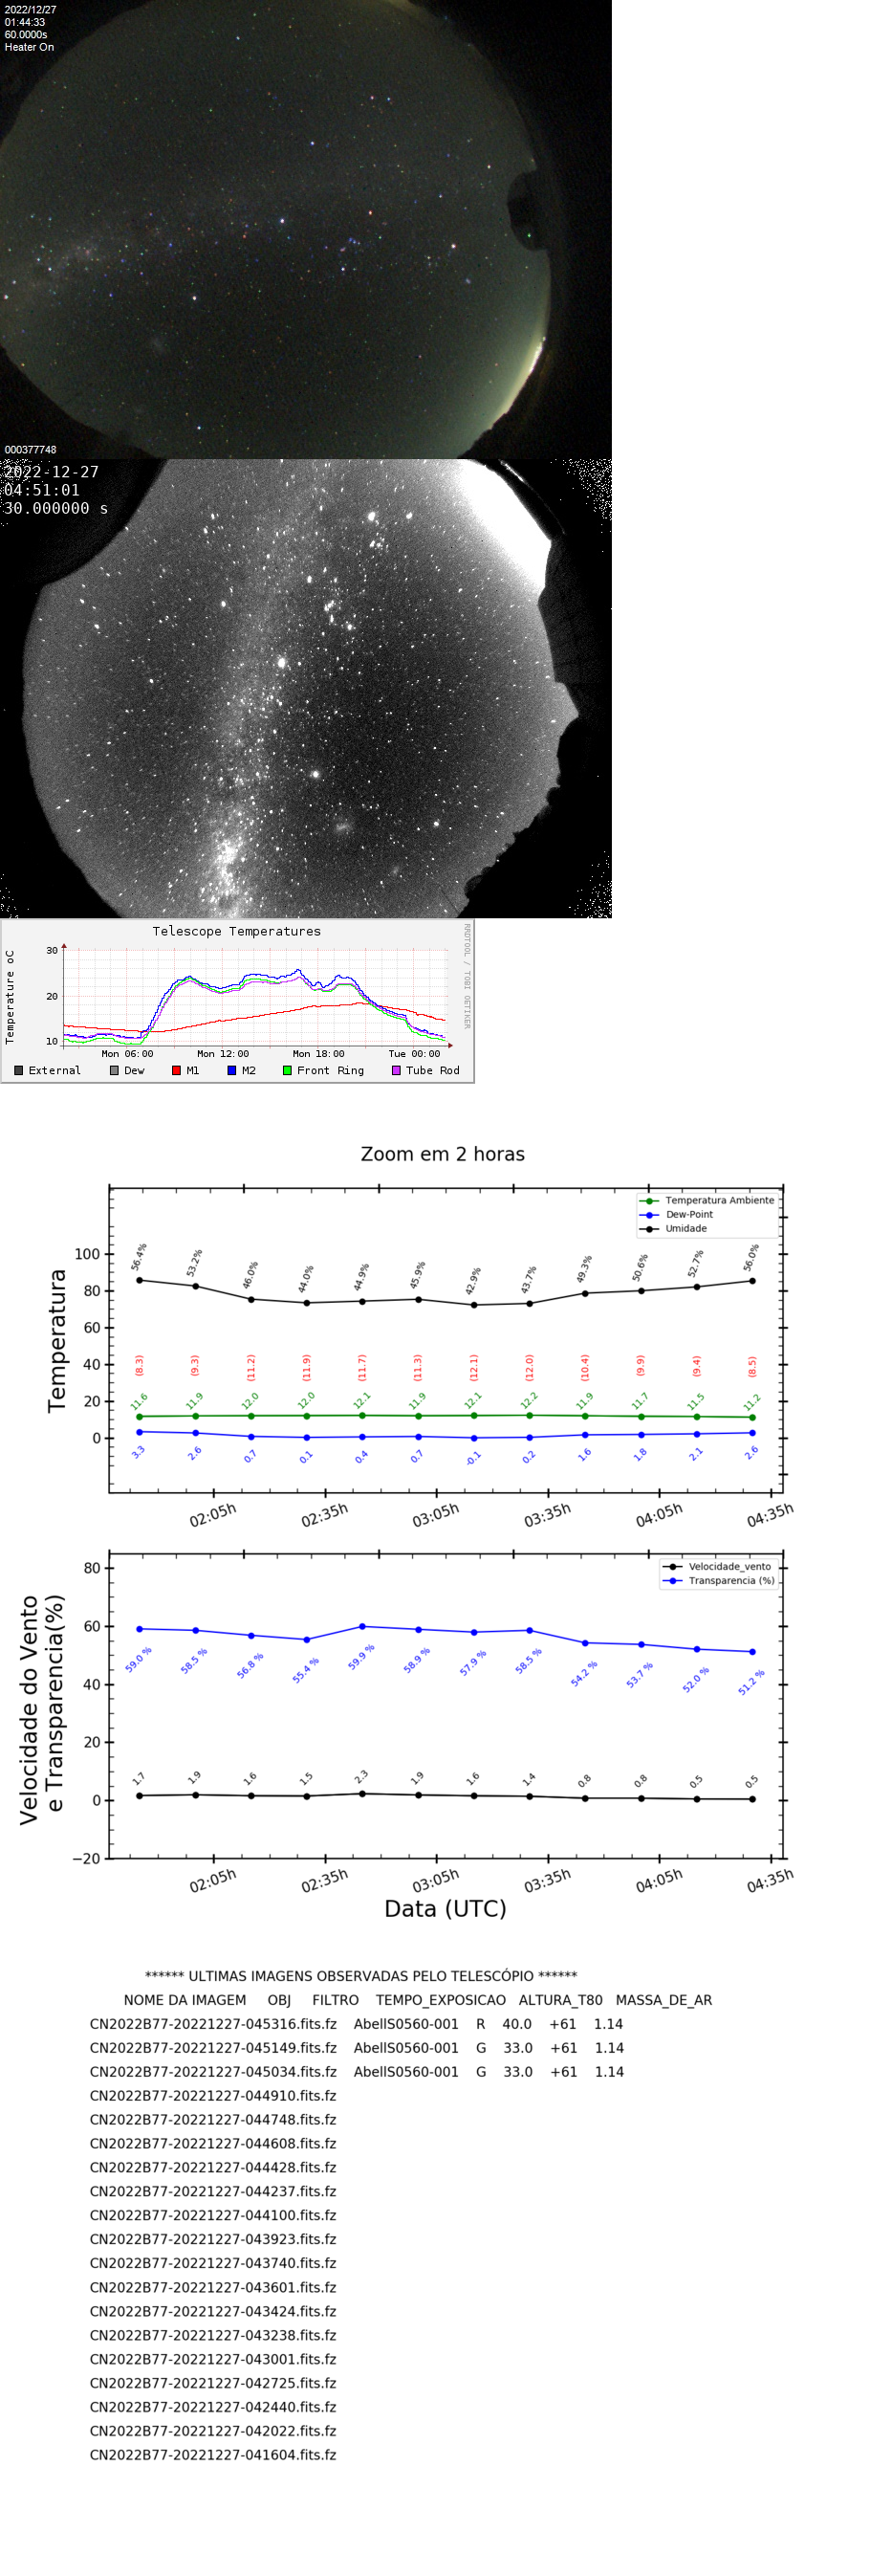 2022/12/27
01:44:33
60.0000s
Heater On
000377748
2022-12-27
04:51:01
30.000000 s
Telescope Temperatures
RRDTOOL / TOBI OETIKER
Temperature oC
30
20
10
Mon 06:00 Mon 12:00 Mon 18:00 Tue 00:00
External Dew M1 M2 Front Ring Tube Rod
Zoom em 2 horas
Temperatura Ambiente
Dew-Point
Umidade
Temperatura
100
80
60
40
20
0
56.4% 53.2% 46.0% 44.0% 44.9% 45.9% 42.9% 43.7% 49.3% 50.6% 52.7% 56.0%
(8.3) (9.3) (11.2) (11.9) (11.7) (11.3) (12.1) (12.0) (10.4) (9.9) (9.4) (8.5)
11.6 11.9 12.0 12.0 12.1 11.9 12.1 12.2 11.9 11.7 11.5 11.2
3.3 2.6 0.7 0.1 0.4 0.7 -0.1 0.2 1.6 1.8 2.1 2.6
02:05h 02:35h 03:05h 03:35h 04:05h 04:35h
Velocidade_vento
Transparencia (%)
Velocidade do Vento
e Transparencia(%)
80
60
40
20
0
−20
59.0 % 58.5 % 56.8 % 55.4 % 59.9 % 58.9 % 57.9 % 58.5 % 54.2 % 53.7 % 52.0 % 51.2 %
1.7 1.9 1.6 1.5 2.3 1.9 1.6 1.4 0.8 0.8 0.5 0.5
02:05h 02:35h 03:05h 03:35h 04:05h 04:35h
Data (UTC)
****** ULTIMAS IMAGENS OBSERVADAS PELO TELESCÓPIO ******
NOME DA IMAGEM OBJ FILTRO TEMPO_EXPOSICAO ALTURA_T80 MASSA_DE_AR
CN2022B77-20221227-045316.fits.fz AbellS0560-001 R 40.0 +61 1.14
CN2022B77-20221227-045149.fits.fz AbellS0560-001 G 33.0 +61 1.14
CN2022B77-20221227-045034.fits.fz AbellS0560-001 G 33.0 +61 1.14
CN2022B77-20221227-044910.fits.fz
CN2022B77-20221227-044748.fits.fz
CN2022B77-20221227-044608.fits.fz
CN2022B77-20221227-044428.fits.fz
CN2022B77-20221227-044237.fits.fz
CN2022B77-20221227-044100.fits.fz
CN2022B77-20221227-043923.fits.fz
CN2022B77-20221227-043740.fits.fz
CN2022B77-20221227-043601.fits.fz
CN2022B77-20221227-043424.fits.fz
CN2022B77-20221227-043238.fits.fz
CN2022B77-20221227-043001.fits.fz
CN2022B77-20221227-042725.fits.fz
CN2022B77-20221227-042440.fits.fz
CN2022B77-20221227-042022.fits.fz
CN2022B77-20221227-041604.fits.fz